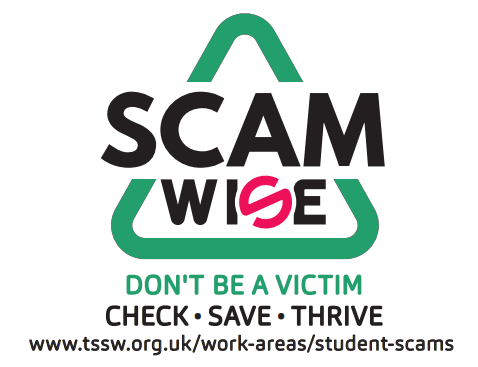 SCAM
WISE
DON'T BE A VICTIM
CHECK • SAVE • THRIVE
www.tssw.org.uk/work-areas/student-scams